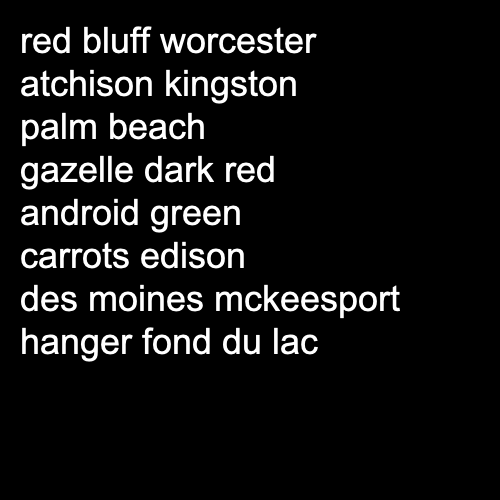 red bluff worcester
atchison kingston
palm beach
gazelle dark red
android green
carrots edison
des moines mckeesport
hanger fond du lac